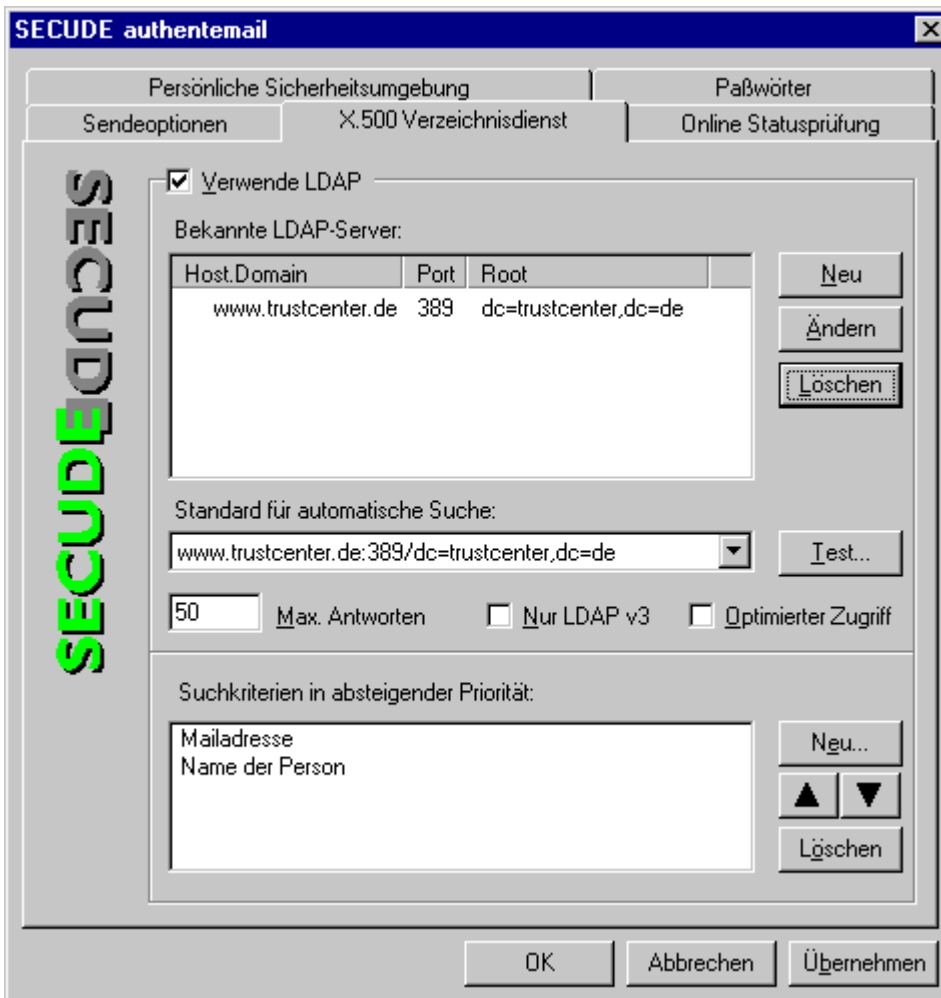 SECUDE authentemail
Persönliche Sicherheitsumgebung Paßwörter
Sendeoptionen X.500 Verzeichnisdienst Online Statusprüfung
SECUDE
SECUDE
Verwende LDAP
Bekannte LDAP-Server:
Host.Domain Port Root
www.trustcenter.de 389 dc=trustcenter,dc=de
Neu
Ändern
Löschen
Standard für automatische Suche:
www.trustcenter.de:389/dc=trustcenter,dc=de Test...
50 Max. Antworten Nur LDAP v3 Optimierter Zugriff
Suchkriterien in absteigender Priorität:
Mailadresse
Name der Person
Neu...
Löschen
OK Abbrechen Übernehmen